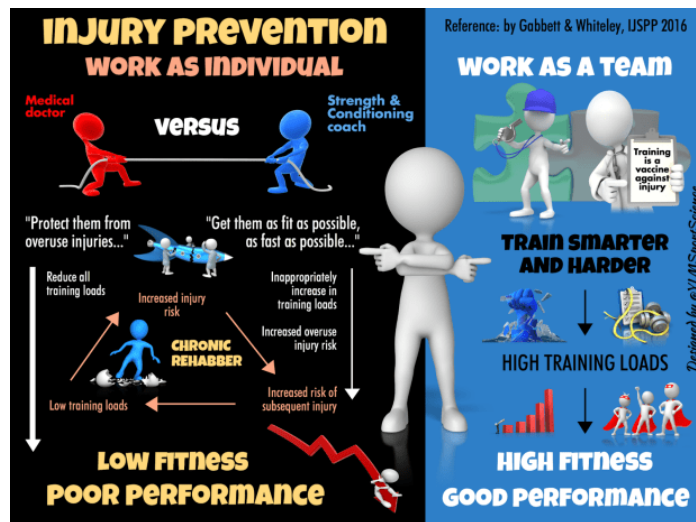 INJURY PREVENTION
WORK AS INDIVIDUAL
Medical
doctor
VERSUS
Strength &
Conditioning
coach
"Protect them from
overuse injuries..."
"Get them as fit as possible,
as fast as possible..."
Reduce all
training loads
Inappropriately
increase in
training loads
Increased overuse
injury risk
Increased injury
risk
CHRONIC
REHABBER
Low training loads
Increased risk of
subsequent injury
LOW FITNESS
POOR PERFORMANCE
Reference: by Gabbett & Whiteley, IJSPP 2016
WORK AS A TEAM
Training
is a
vaccine
against
injury
TRAIN SMARTER
AND HARDER
HIGH TRAINING LOADS
HIGH FITNESS
GOOD PERFORMANCE
Designed by @YLMSportScience